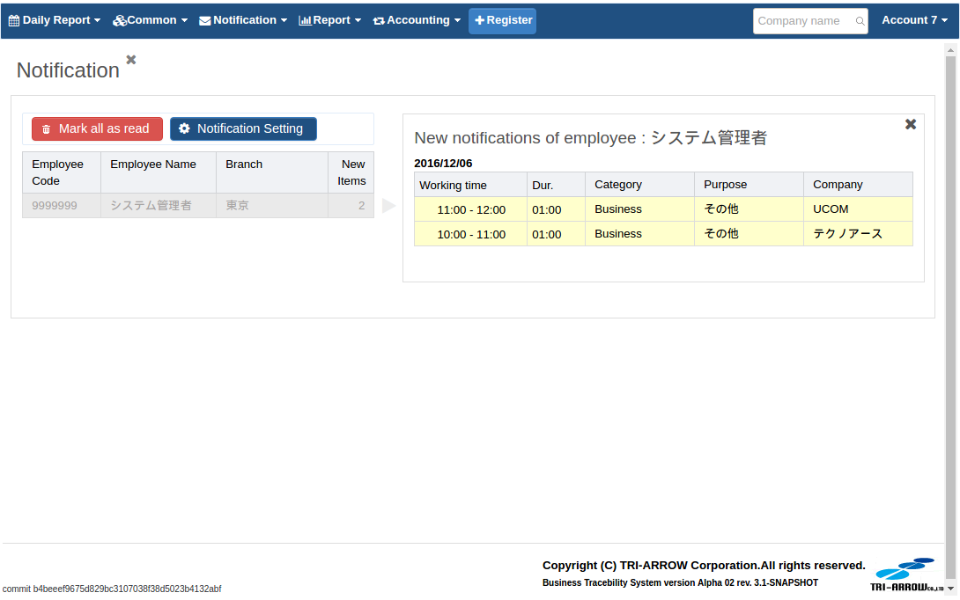 Daily Report Common Notification Report Accounting Register Company name Account 7
Notification
Mark all as read Notification Setting
Employee Code Employee Name Branch New Items
9999999 システム管理者 東京 2
New notifications of employee : システム管理者
2016/12/06
Working time Dur. Category Purpose Company
11:00 - 12:00 01:00 Business その他 UCOM
10:00 - 11:00 01:00 Business その他 テクノアース
Copyright (C) TRI-ARROW Corporation.All rights reserved.
Business Tracebility System version Alpha 02 rev. 3.1-SNAPSHOT
TRI-ARROW
commit b4beeef9675d829bc3107038f38d5023b4132abf